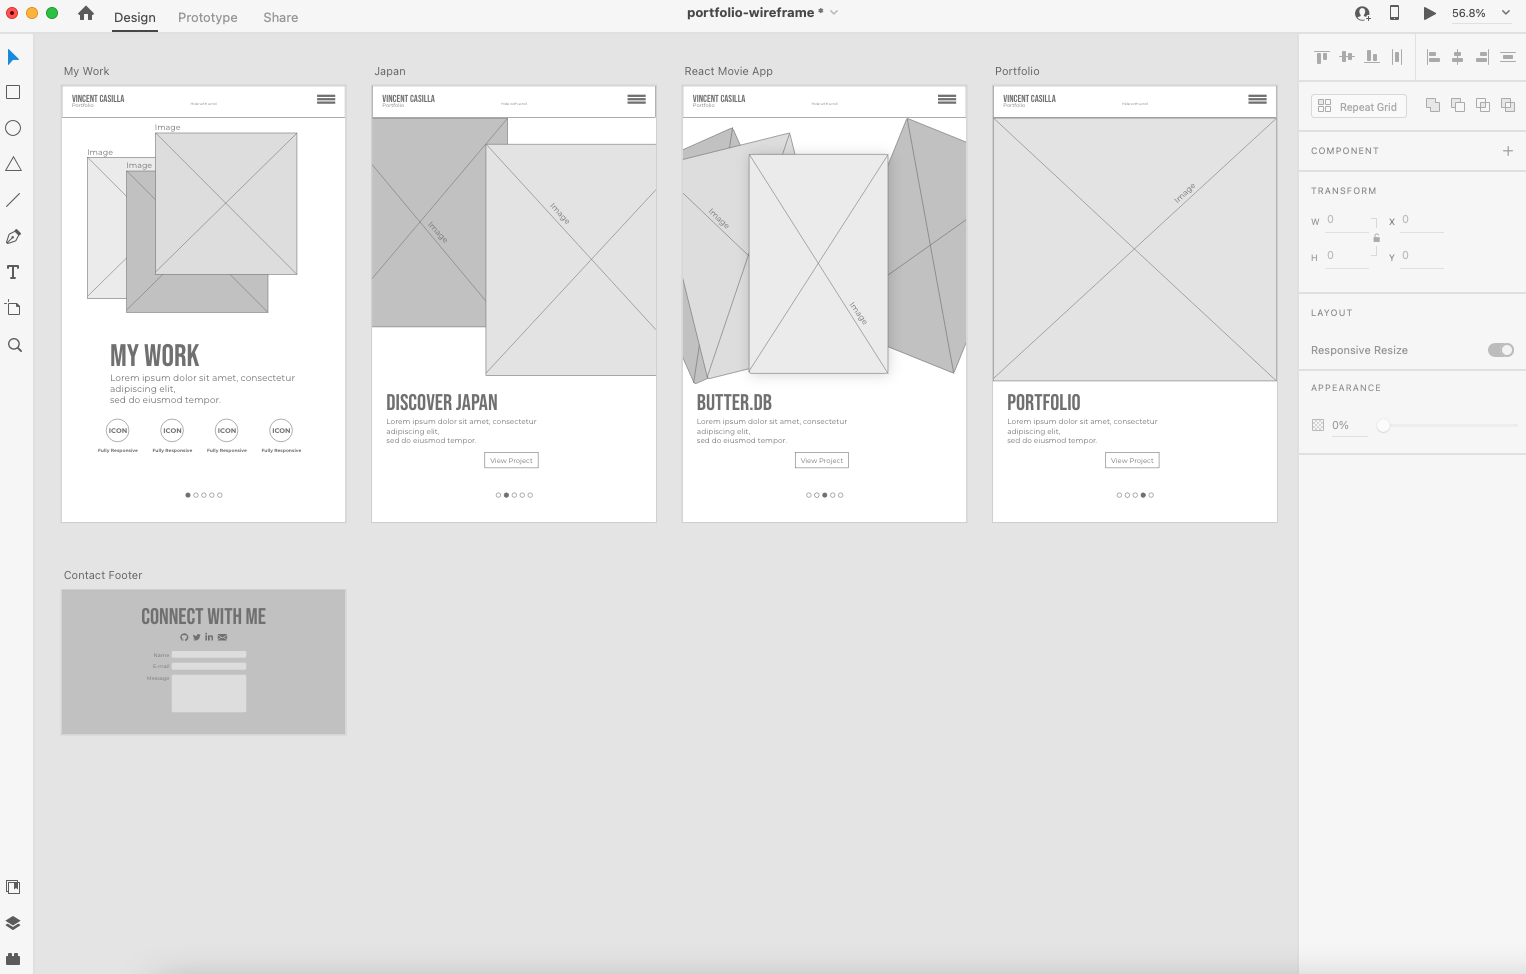 Design
Prototype
Share
portfolio-wireframe *
56.8%
My Work
Japan
React Movie App
Portfolio
VINCENT CASILLA
Portfolio
VINCENT CASILLA
Portfolio
VINCENT CASILLA
Portfolio
VINCENT CASILLA
Portfolio
Image
Image
Image
MY WORK
Lorem ipsum dolor sit amet, consectetur
adipiscing elit,
sed do eiusmod tempor.
ICON
ICON
ICON
ICON
Fully Responsive
Fully Responsive
Fully Responsive
Fully Responsive
Image
Image
DISCOVER JAPAN
Lorem ipsum dolor sit amet, consectetur
adipiscing elit,
sed do eiusmod tempor.
View Project
Image
Image
BUTTER.DB
Lorem ipsum dolor sit amet, consectetur
adipiscing elit,
sed do eiusmod tempor.
View Project
Image
PORTFOLIO
Lorem ipsum dolor sit amet, consectetur
adipiscing elit,
sed do eiusmod tempor.
View Project
Contact Footer
CONNECT WITH ME
Name
E-mail
Message
Repeat Grid
COMPONENT
TRANSFORM
W 0 X 0
H 0 Y 0
LAYOUT
Responsive Resize
APPEARANCE
0%